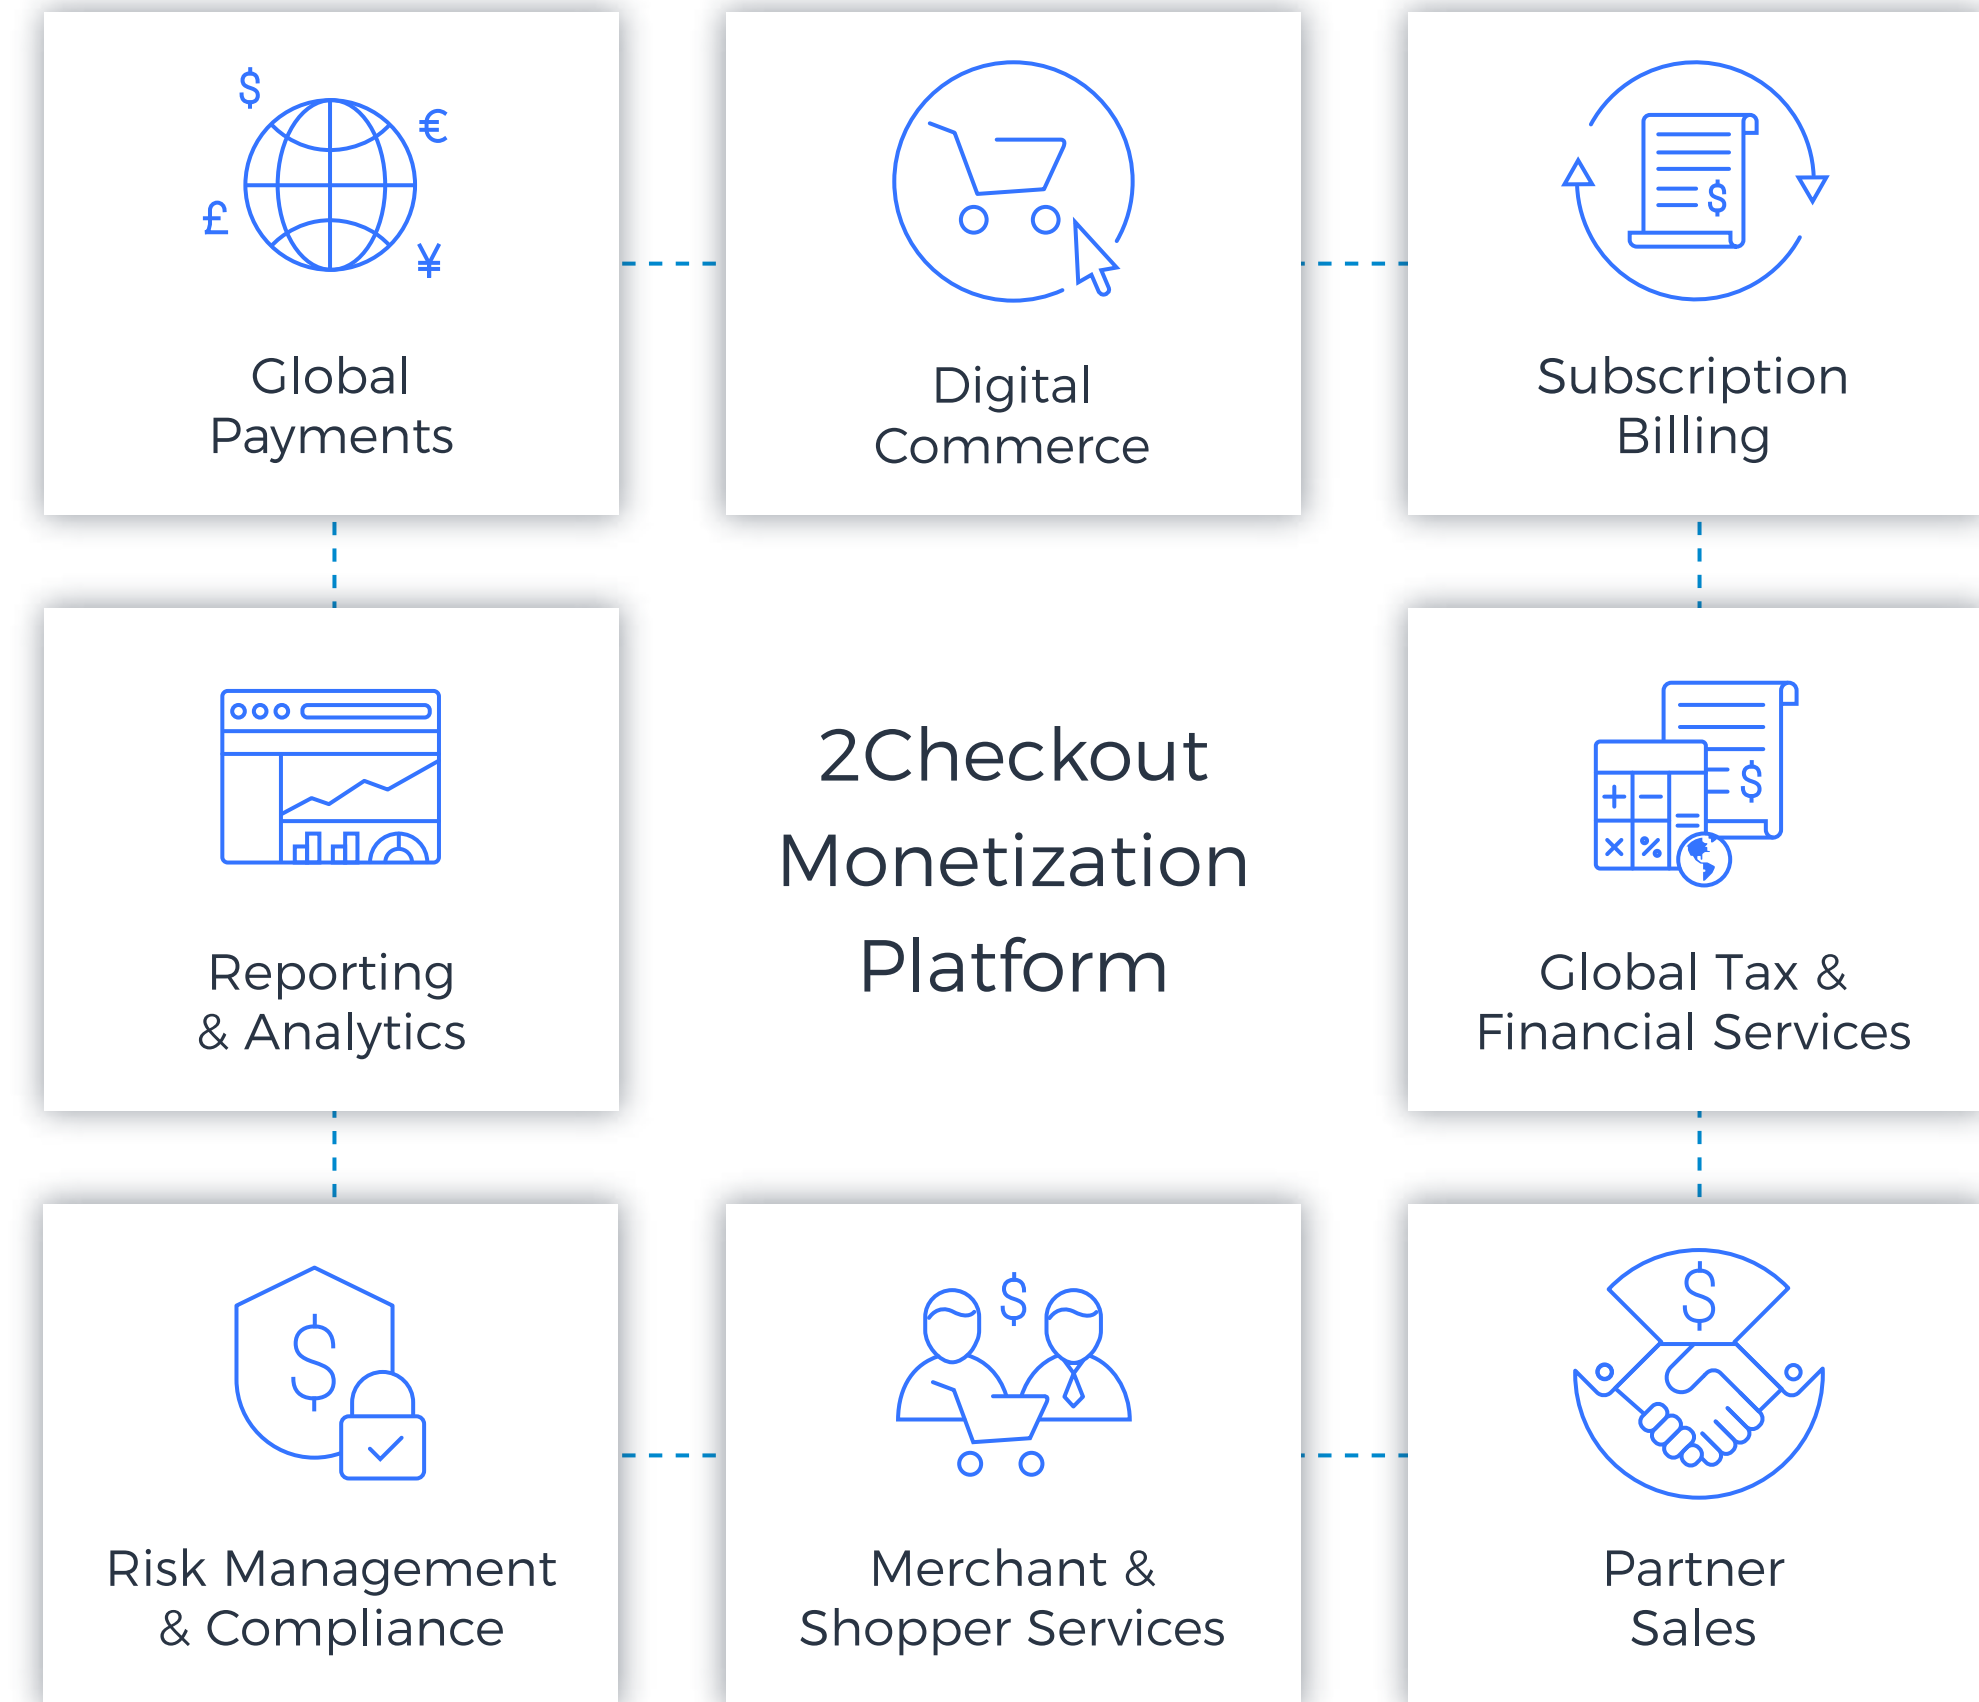 $
€
£
¥
Global
Payments
Digital
Commerce
$
Subscription
Billing
Reporting
& Analytics
2Checkout
Monetization
Platform
$
+ −
× %
=
Global Tax &
Financial Services
$
Risk Management
& Compliance
$
Merchant &
Shopper Services
$
Partner
Sales